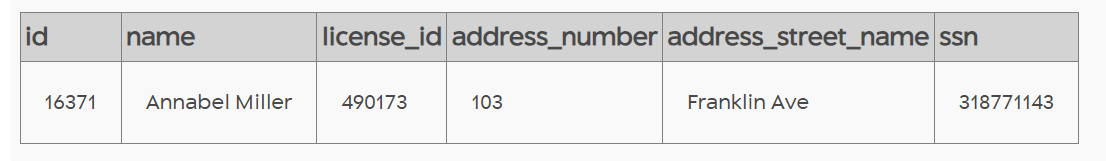 id name license_id address_number address_street_name ssn
16371 Annabel Miller 490173 103 Franklin Ave 318771143